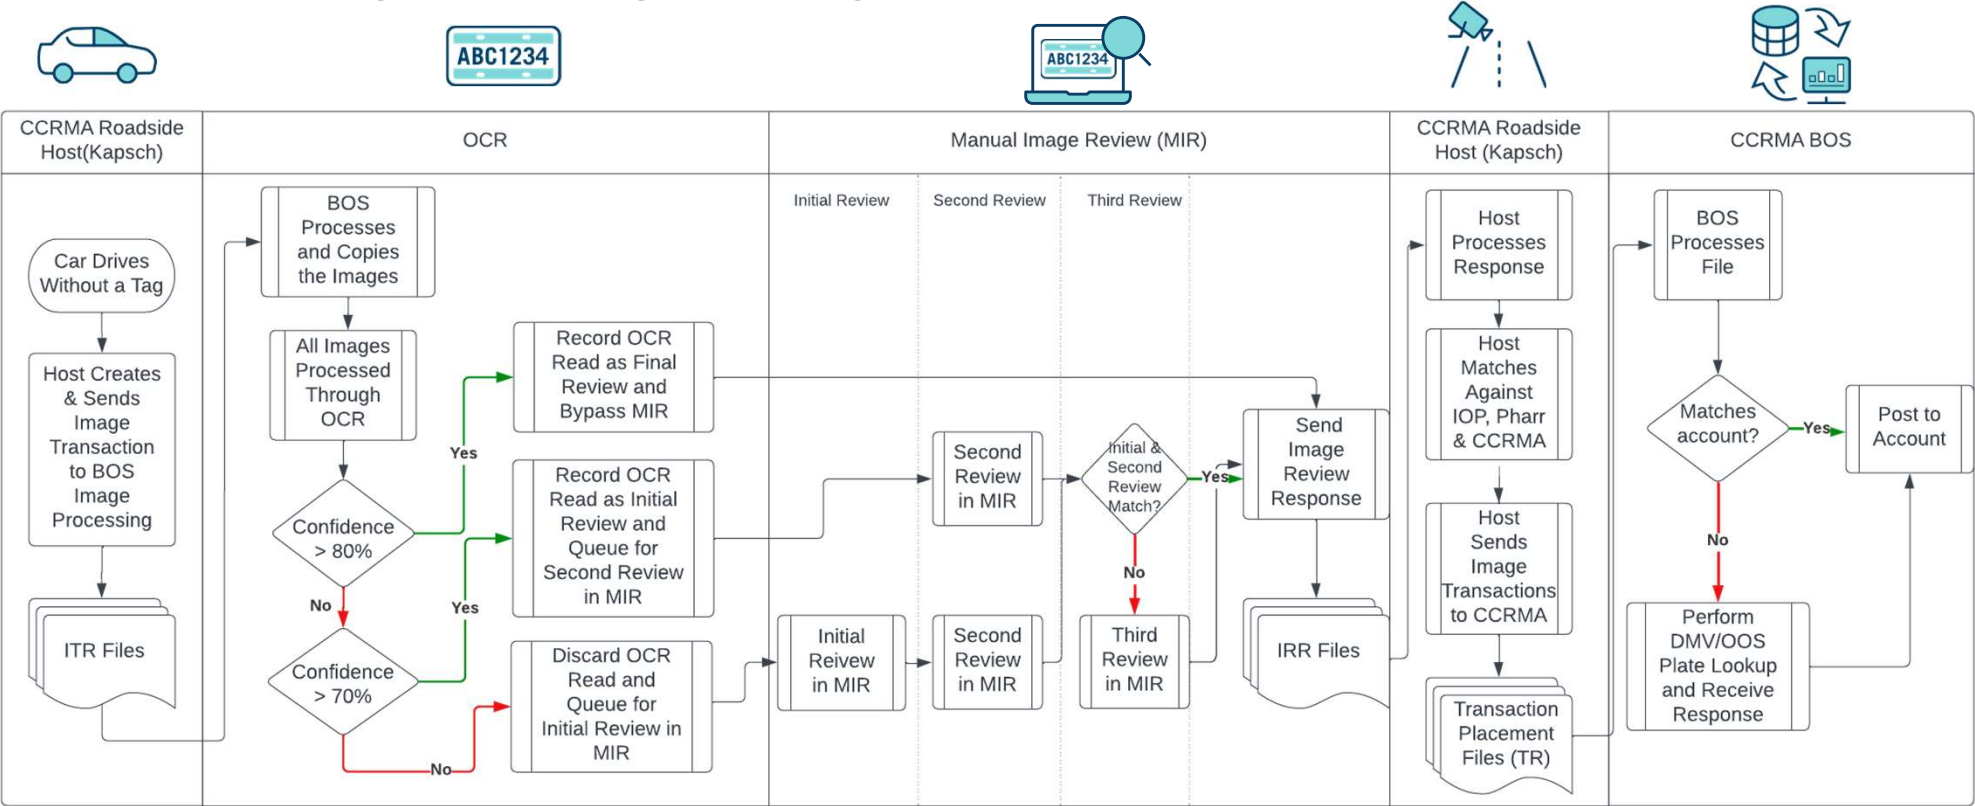 ABC1234
ABC1234
CCRMA Roadside
Host(Kapsch)
OCR
Manual Image Review (MIR)
CCRMA Roadside
Host (Kapsch)
CCRMA BOS
Car Drives
Without a Tag
Host Creates
& Sends
Image
Transaction
to BOS
Image
Processing
ITR Files
BOS
Processes
and Copies
the Images
All Images
Processed
Through
OCR
Confidence
> 80%
Yes
No
Confidence
> 70%
Yes
No
Record OCR
Read as Final
Review and
Bypass MIR
Record OCR
Read as Initial
Review and
Queue for
Second Review
in MIR
Discard OCR
Read and
Queue for
Initial Review in
MIR
Initial Review
Second Review
Third Review
Initial
Reivew
in MIR
Second
Review
in MIR
Second
Review
in MIR
Initial &
Second
Review
Match?
Yes
No
Third
Review
in MIR
Send
Image
Review
Response
IRR Files
Host
Processes
Response
Host
Matches
Against
IOP, Pharr
& CCRMA
Host
Sends
Image
Transactions
to CCRMA
Transaction
Placement
Files (TR)
BOS
Processes
File
Matches
account?
Yes
No
Post to
Account
Perform
DMV/OOS
Plate Lookup
and Receive
Response